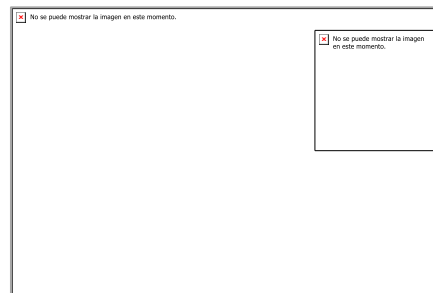 No se puede mostrar la imagen en este momento.
No se puede mostrar la imagen
en este momento.